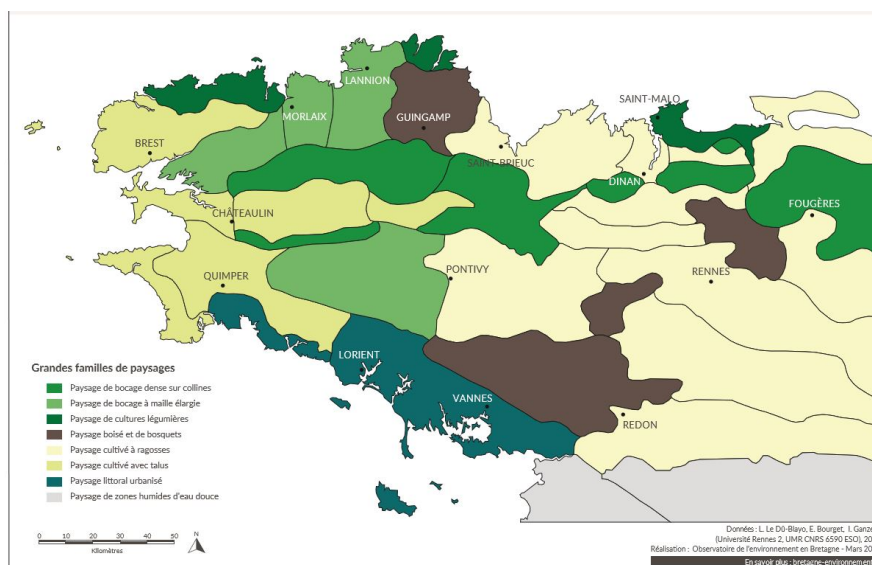 LANNION
MORLAIX
GUINGAMP
SAINT-MALO
BREST
SAINT-BRIEUC
DINAN
FOUGÈRES
CHÂTEAULIN
QUIMPER
PONTIVY
RENNES
LORIENT
VANNES
REDON
Grandes familles de paysages
Paysage de bocage dense sur collines
Paysage de bocage à maille élargie
Paysage de cultures légumières
Paysage boisé et de bosquets
Paysage cultivé à ragosses
Paysage cultivé avec talus
Paysage littoral urbanisé
Paysage de zones humides d'eau douce
0 10 20 30 40 50
Kilomètres
N
Données : L. Le Dû-Blayo, E. Bourget, I. Ganze
(Université Rennes 2, UMR CNRS 6590 ESO), 20
Réalisation : Observatoire de l'environnement en Bretagne - Mars 20
En savoir plus : bretagne-environnement